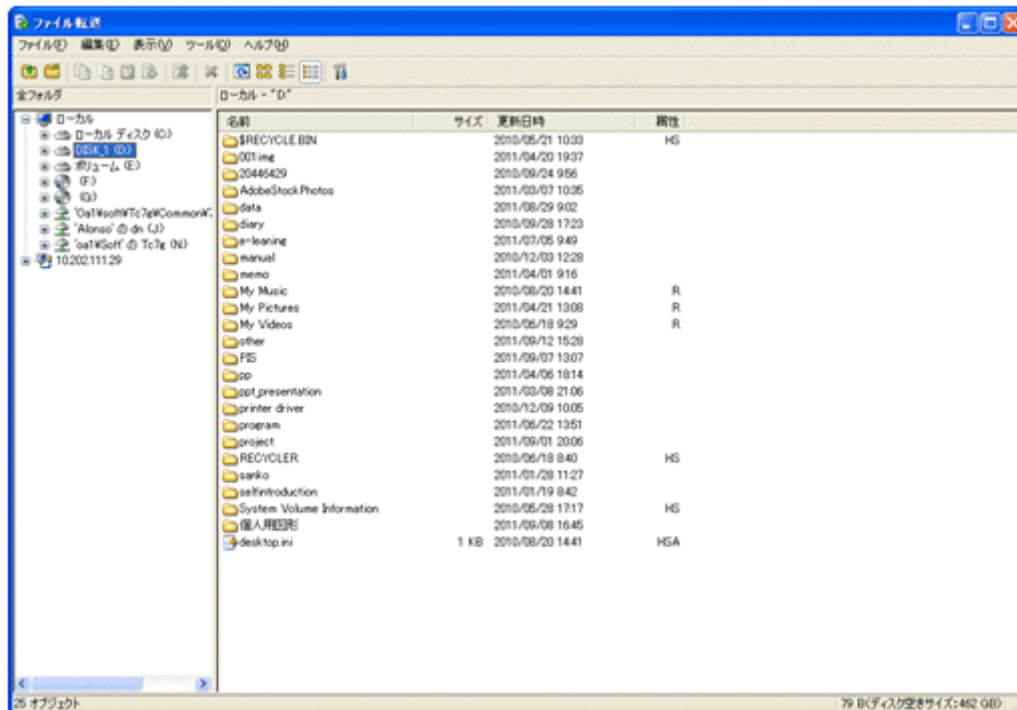 ファイル転送
ファイル(F) 編集(E) 表示(V) ツール(O) ヘルプ(H)
全フォルダ
ローカル - "D:"
ローカル
ローカル ディスク (C:)
DISK_1 (D:)
ボリューム (E:)
(F:)
(G:)
'Alonso' の dn (J:)
'oa1¥Soft' の Tc7g (N:)
10.202.111.29
名前 サイズ 更新日時 属性
$RECYCLE.BIN 2010/05/21 10:33 HS
001img 2011/04/20 19:37
20446429 2010/09/24 9:56
AdobeStockPhotos 2011/03/07 10:35
data 2011/08/29 9:02
diary 2010/09/28 17:23
e-leaning 2011/07/05 9:49
manual 2010/12/03 12:28
memo 2011/04/01 9:16
My Music 2010/08/20 14:41 R
My Pictures 2011/04/21 13:08 R
My Videos 2010/06/18 9:29 R
other 2011/09/12 15:28
PIS 2011/09/07 13:07
pp 2011/04/06 18:14
ppt_presentation 2011/03/08 21:06
printer driver 2010/12/09 10:05
program 2011/06/22 13:51
project 2011/09/01 20:06
RECYCLER 2010/06/18 8:40 HS
sanko 2011/01/28 11:27
selfintroduction 2011/01/19 8:42
System Volume Information 2010/05/28 17:17 HS
個人用図形 2011/09/08 16:45
desktop.ini 1 KB 2010/08/20 14:41 HSA
25 オブジェクト
79 B(ディスク空きサイズ: 462 GB)